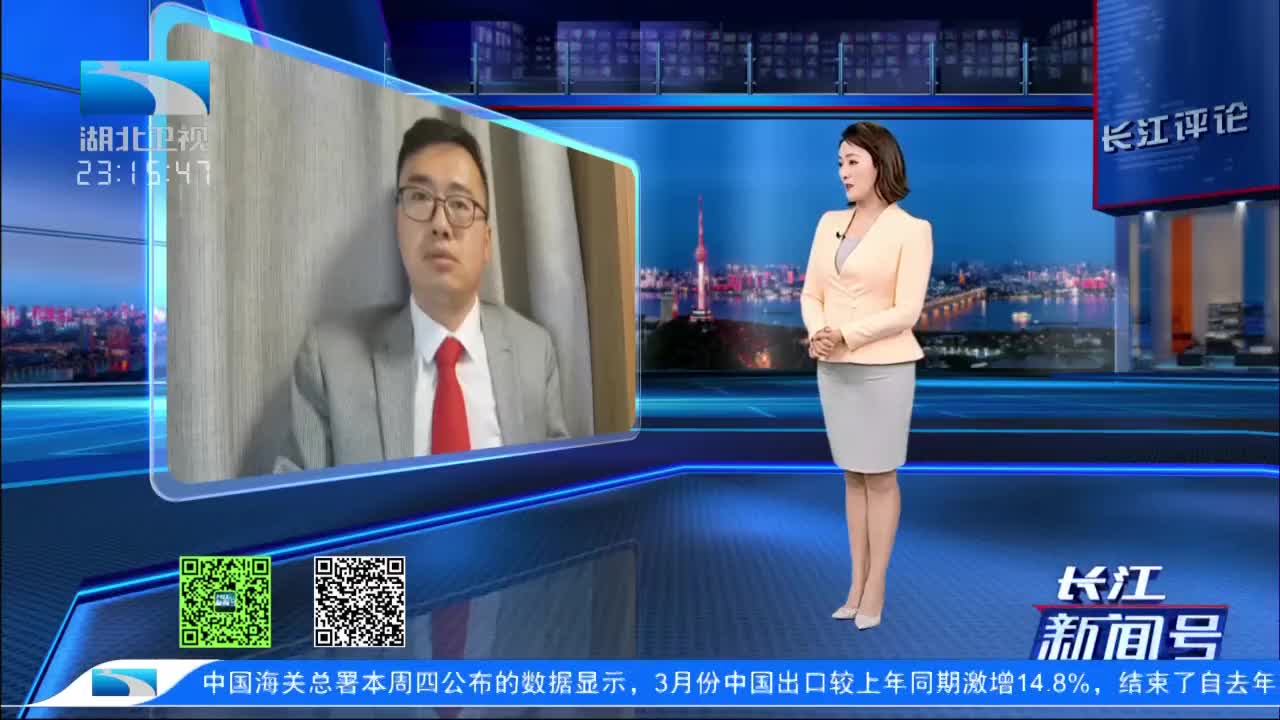 湖北卫视
23:15:47
长江评论
长江
新闻号
中国海关总署本周四公布的数据显示，3月份中国出口较上年同期激增14.8%，结束了自去年